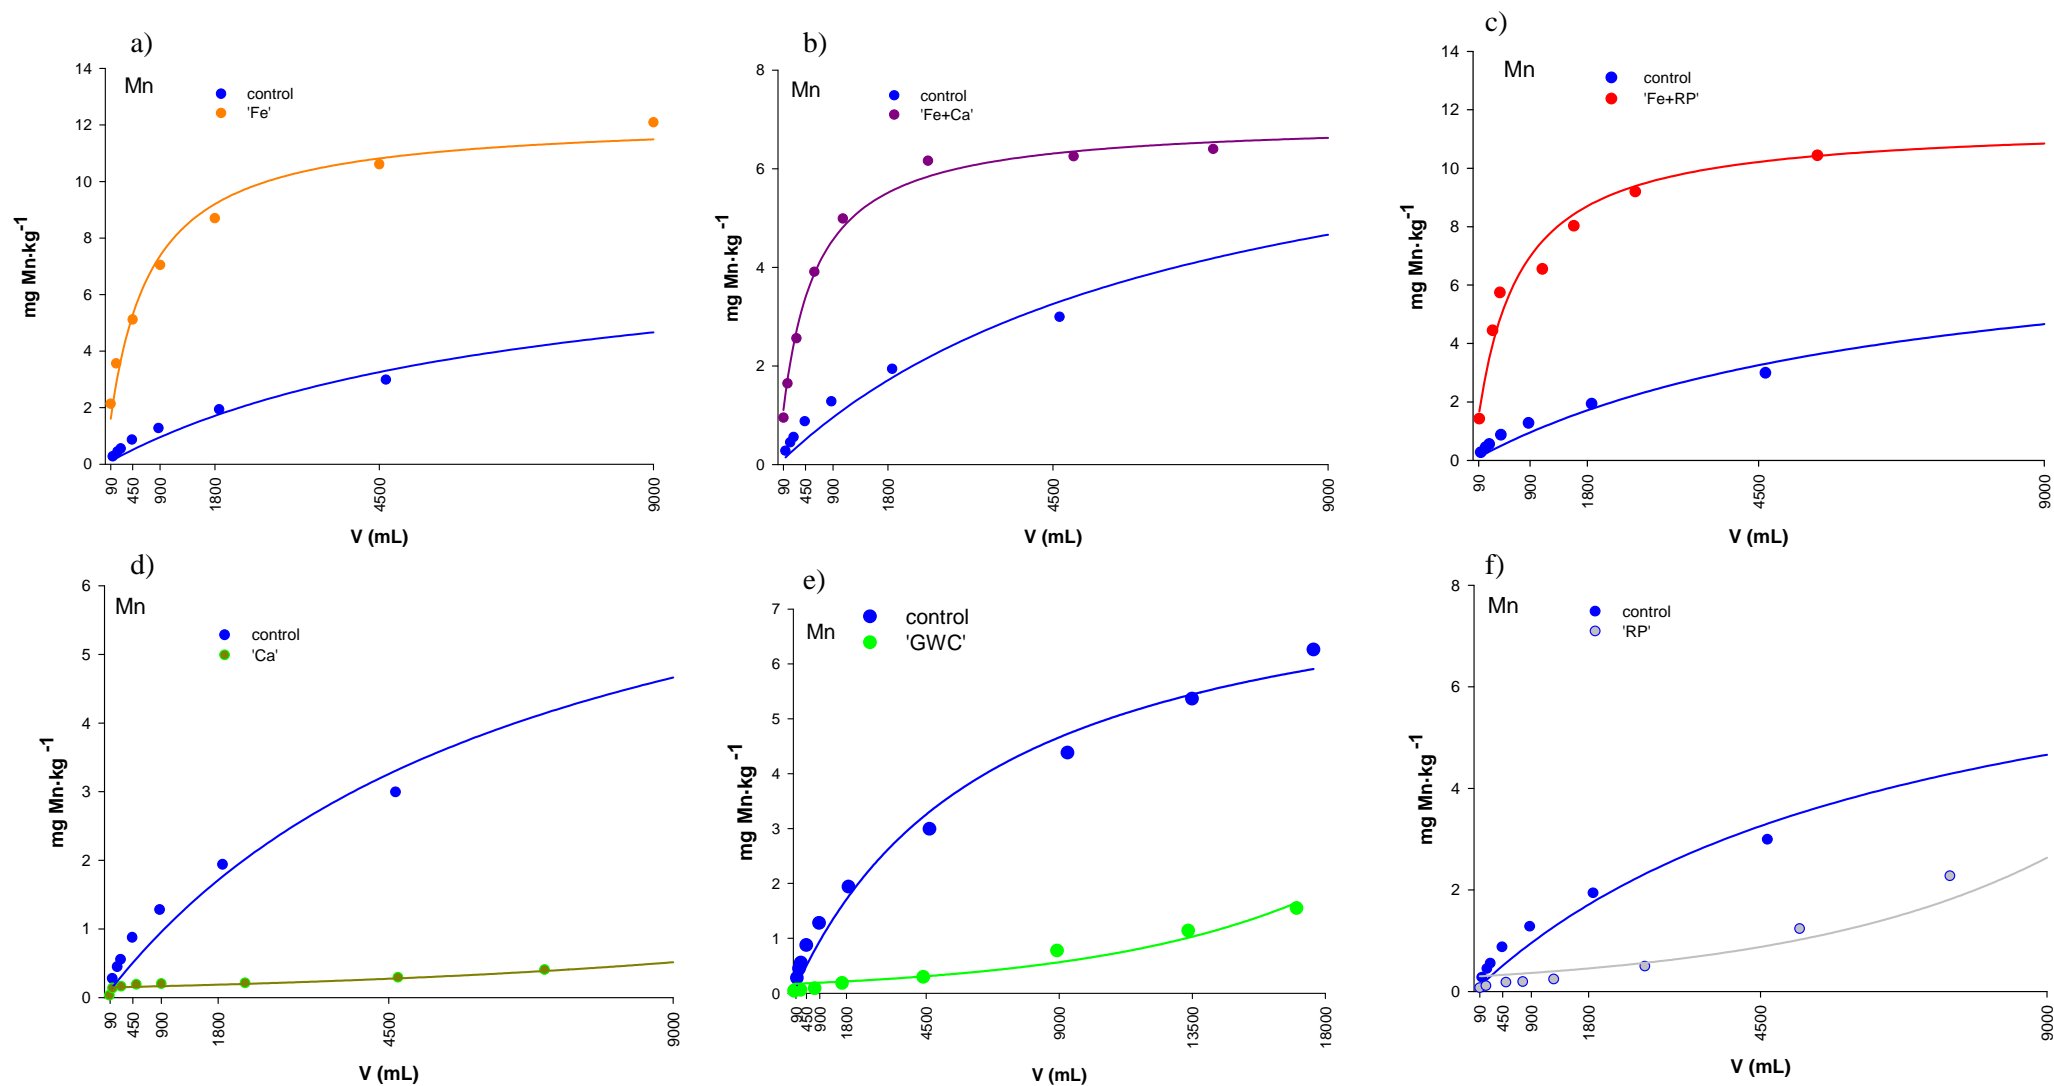 a)
Mn
control
'Fe'
14
12
10
8
6
4
2
0
mg Mn·kg⁻¹
90
450
900
1800
4500
9000
V (mL)
b)
Mn
control
'Fe+Ca'
8
6
4
2
0
mg Mn·kg⁻¹
90
450
900
1800
4500
9000
V (mL)
c)
Mn
control
'Fe+RP'
14
12
10
8
6
4
2
0
mg Mn·kg⁻¹
90
900
1800
4500
9000
V (mL)
d)
Mn
control
'Ca'
6
5
4
3
2
1
0
mg Mn·kg⁻¹
90
450
900
1800
4500
9000
V (mL)
e)
Mn
control
'GWC'
7
6
5
4
3
2
1
0
mg Mn·kg⁻¹
90
450
900
1800
4500
9000
13500
18000
V (mL)
f)
Mn
control
'RP'
8
6
4
2
0
mg Mn·kg⁻¹
90
450
900
1800
4500
9000
V (mL)